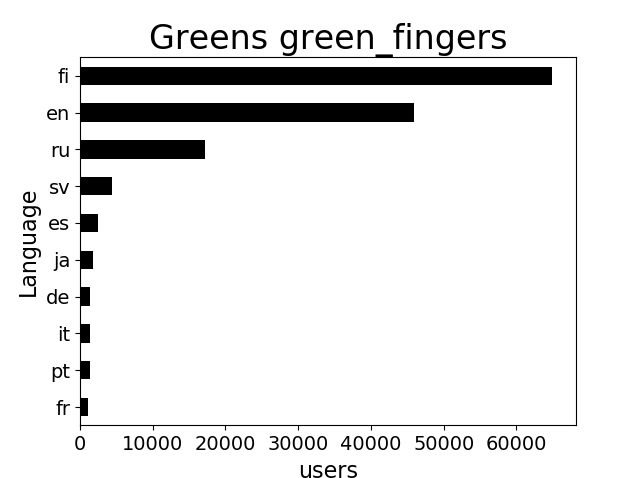 Greens green_fingers
fi
en
ru
sv
es
ja
de
it
pt
fr
Language
0 10000 20000 30000 40000 50000 60000
users